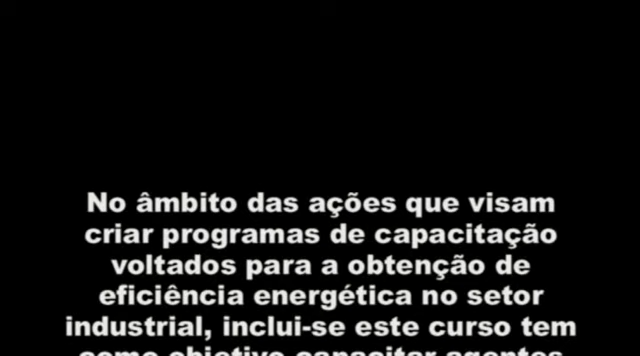 No âmbito das ações que visam
criar programas de capacitação
voltados para a obtenção de
eficiência energética no setor
industrial, inclui-se este curso tem
como objetivo capacitar agentes